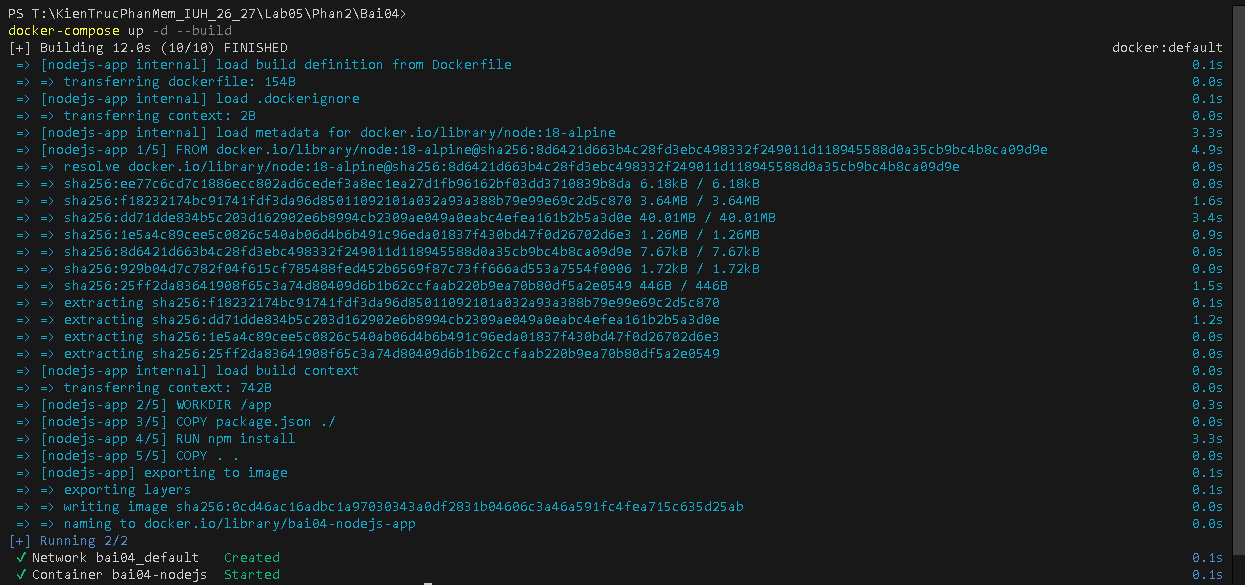 PS T:\KienTrucPhanMem_IUH_26_27\Lab05\Phan2\Bai04>
docker-compose up -d --build
[+] Building 12.0s (10/10) FINISHED docker:default
=> [nodejs-app internal] load build definition from Dockerfile 0.1s
=> => transferring dockerfile: 154B 0.0s
=> [nodejs-app internal] load .dockerignore 0.1s
=> => transferring context: 2B 0.0s
=> [nodejs-app internal] load metadata for docker.io/library/node:18-alpine 3.3s
=> [nodejs-app 1/5] FROM docker.io/library/node:18-alpine@sha256:8d6421d663b4c28fd3ebc498332f249011d118945588d0a35cb9bc4b8ca09d9e 4.9s
=> => resolve docker.io/library/node:18-alpine@sha256:8d6421d663b4c28fd3ebc498332f249011d118945588d0a35cb9bc4b8ca09d9e 0.0s
=> => sha256:ee77c6cd7c1886ecc802ad6cedef3a8ec1ea27d1fb96162bf03dd3710839b8da 6.18kB / 6.18kB 0.0s
=> => sha256:f18232174bc91741fdf3da96d85011092101a032a93a388b79e99e69c2d5c870 3.64MB / 3.64MB 1.6s
=> => sha256:dd71dde834b5c203d162902e6b8994cb2309ae049a0eabc4efea161b2b5a3d0e 40.01MB / 40.01MB 3.4s
=> => sha256:1e5a4c89cee5c0826c540ab06d4b6b491c96eda01837f430bd47f0d26702d6e3 1.26MB / 1.26MB 0.9s
=> => sha256:8d6421d663b4c28fd3ebc498332f249011d118945588d0a35cb9bc4b8ca09d9e 7.67kB / 7.67kB 0.0s
=> => sha256:929b04d7c782f04f615cf785488fed452b6569f87c73ff666ad553a7554f0006 1.72kB / 1.72kB 0.0s
=> => sha256:25ff2da83641908f65c3a74d80409d6b1b62ccfaab220b9ea70b80df5a2e0549 446B / 446B 1.5s
=> => extracting sha256:f18232174bc91741fdf3da96d85011092101a032a93a388b79e99e69c2d5c870 0.1s
=> => extracting sha256:dd71dde834b5c203d162902e6b8994cb2309ae049a0eabc4efea161b2b5a3d0e 1.2s
=> => extracting sha256:1e5a4c89cee5c0826c540ab06d4b6b491c96eda01837f430bd47f0d26702d6e3 0.0s
=> => extracting sha256:25ff2da83641908f65c3a74d80409d6b1b62ccfaab220b9ea70b80df5a2e0549 0.0s
=> [nodejs-app internal] load build context 0.0s
=> => transferring context: 742B 0.0s
=> [nodejs-app 2/5] WORKDIR /app 0.3s
=> [nodejs-app 3/5] COPY package.json ./ 0.0s
=> [nodejs-app 4/5] RUN npm install 3.3s
=> [nodejs-app 5/5] COPY . . 0.0s
=> [nodejs-app] exporting to image 0.1s
=> => exporting layers 0.1s
=> => writing image sha256:0cd46ac16adbc1a97030343a0df2831b04606c3a46a591fc4fea715c635d25ab 0.0s
=> => naming to docker.io/library/bai04-nodejs-app 0.0s
[+] Running 2/2
✓ Network bai04_default Created 0.1s
✓ Container bai04-nodejs Started 0.1s